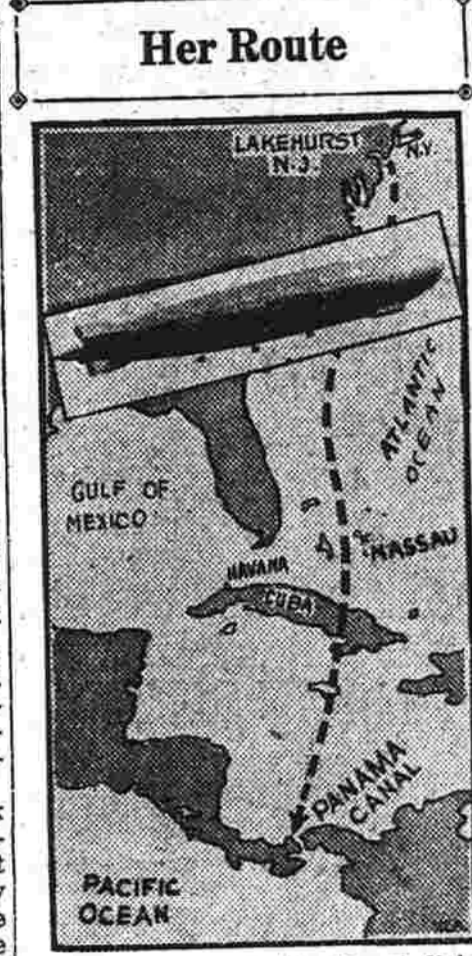 Her Route
LAKEHURST
N.J.
N.Y.
ATLANTIC
OCEAN
GULF OF
MEXICO
NASSAU
HAVANA
CUBA
PANAMA
CANAL
PACIFIC
OCEAN